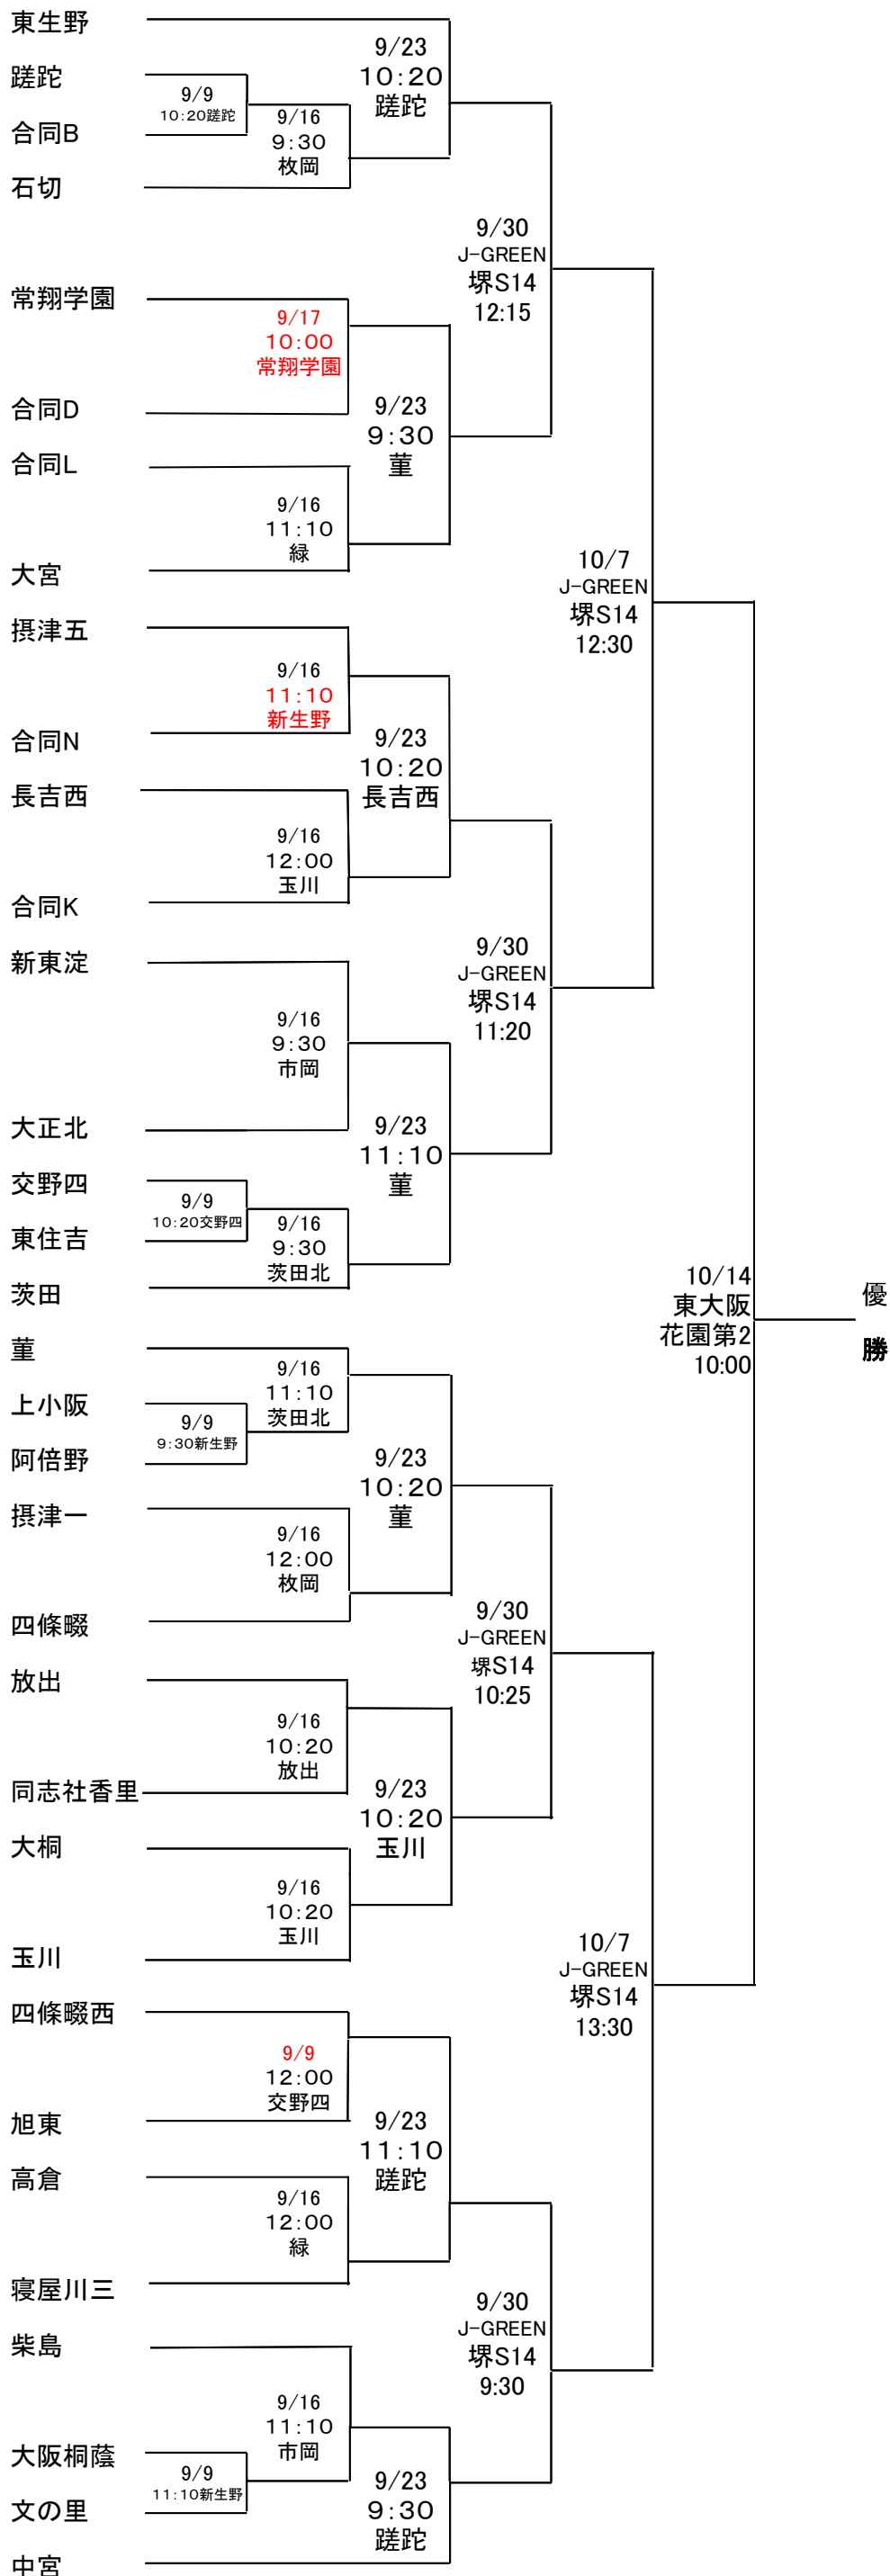 東生野
9/23
10:20
蹉跎
蹉跎
9/9
10:20蹉跎
9/16
9:30
枚岡
合同B
石切
9/30
J-GREEN
堺S14
12:15
常翔学園
9/17
10:00
常翔学園
合同D
9/23
9:30
菫
合同L
9/16
11:10
緑
大宮
10/7
J-GREEN
堺S14
12:30
摂津五
9/16
11:10
新生野
合同N
9/23
10:20
長吉西
長吉西
9/16
12:00
玉川
合同K
新東淀
9/30
J-GREEN
堺S14
11:20
9/16
9:30
市岡
大正北
9/23
11:10
菫
交野四
9/9
10:20交野四
東住吉
9/16
9:30
茨田北
茨田
10/14
東大阪
花園第2
10:00
優
勝
菫
9/16
11:10
茨田北
上小阪
9/9
9:30新生野
阿倍野
9/23
10:20
菫
摂津一
9/16
12:00
枚岡
四條畷
9/30
J-GREEN
堺S14
10:25
放出
9/16
10:20
放出
同志社香里
9/23
10:20
玉川
大桐
9/16
10:20
玉川
玉川
10/7
J-GREEN
堺S14
13:30
四條畷西
9/9
12:00
交野四
旭東
9/23
11:10
蹉跎
高倉
9/16
12:00
緑
寝屋川三
9/30
J-GREEN
堺S14
9:30
柴島
9/16
11:10
市岡
大阪桐蔭
9/9
11:10新生野
文の里
9/23
9:30
蹉跎
中宮